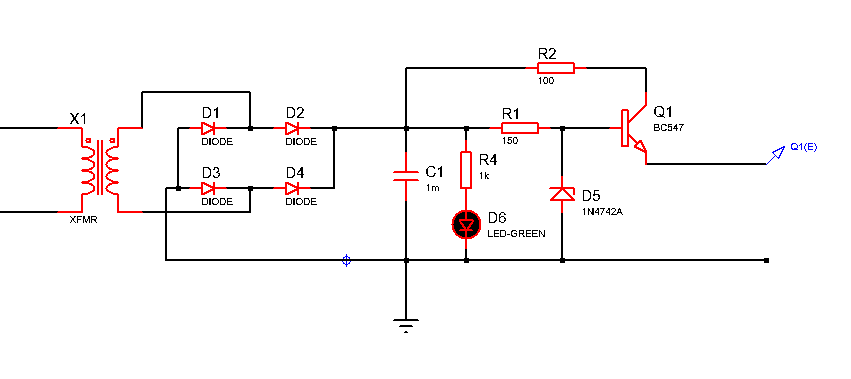 R2
100
X1
D1
DIODE
D2
DIODE
R1
150
Q1
BC547
Q1(E)
D3
DIODE
D4
DIODE
C1
1m
R4
1k
D5
1N4742A
XFMR
D6
LED-GREEN